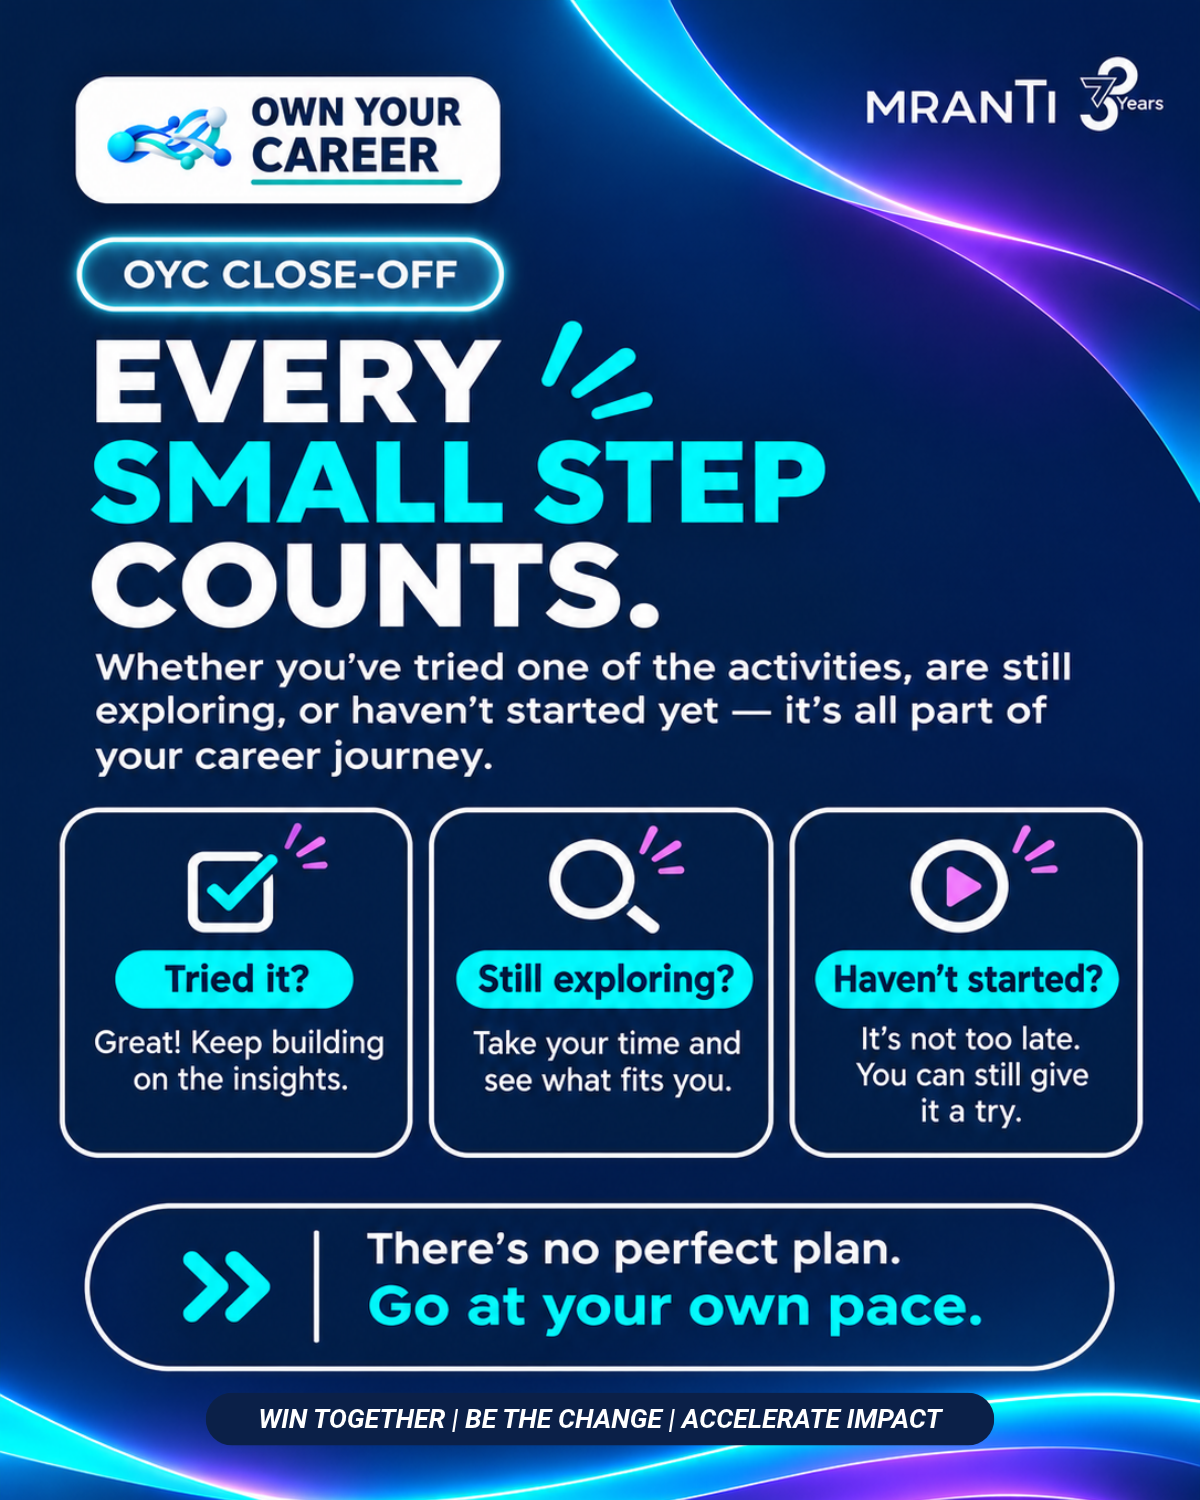 OWN YOUR
CAREER
MRANTI
3 Years
OYC CLOSE-OFF
EVERY
SMALL STEP
COUNTS.
Whether you’ve tried one of the activities, are still
exploring, or haven’t started yet — it’s all part of
your career journey.
Tried it?
Great! Keep building
on the insights.
Still exploring?
Take your time and
see what fits you.
Haven’t started?
It’s not too late.
You can still give
it a try.
There’s no perfect plan.
Go at your own pace.
WIN TOGETHER | BE THE CHANGE | ACCELERATE IMPACT